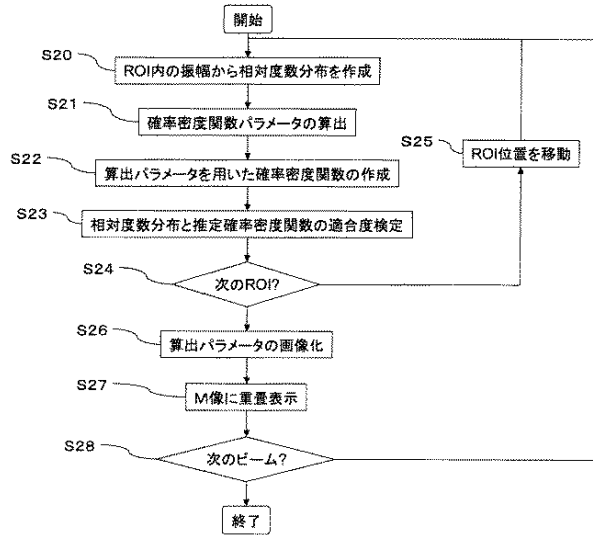 開始
S20
ROI内の振幅から相対度数分布を作成
S21
確率密度関数パラメータの算出
S25
ROI位置を移動
S22
算出パラメータを用いた確率密度関数の作成
S23
相対度数分布と推定確率密度関数の適合度検定
S24
次のROI?
S26
算出パラメータの画像化
S27
M像に重畳表示
S28
次のビーム?
終了